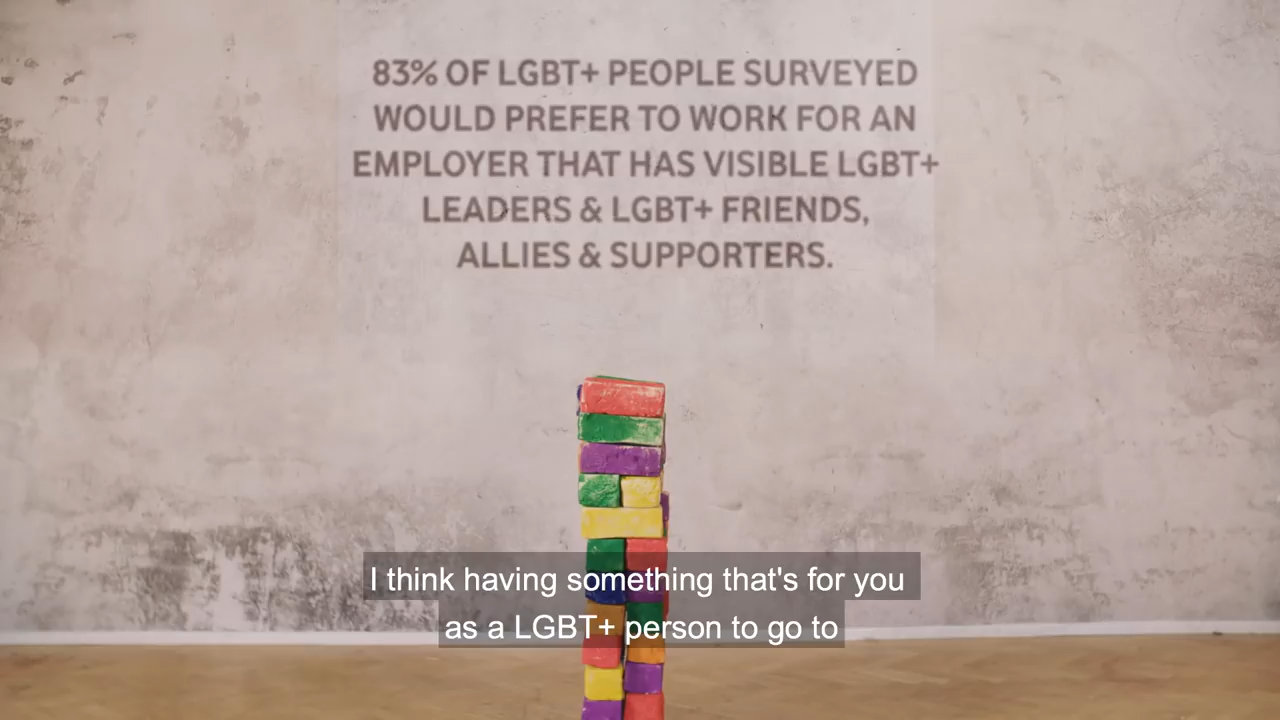 83% OF LGBT+ PEOPLE SURVEYED
WOULD PREFER TO WORK FOR AN
EMPLOYER THAT HAS VISIBLE LGBT+
LEADERS & LGBT+ FRIENDS,
ALLIES & SUPPORTERS.
I think having something that's for you
as a LGBT+ person to go to